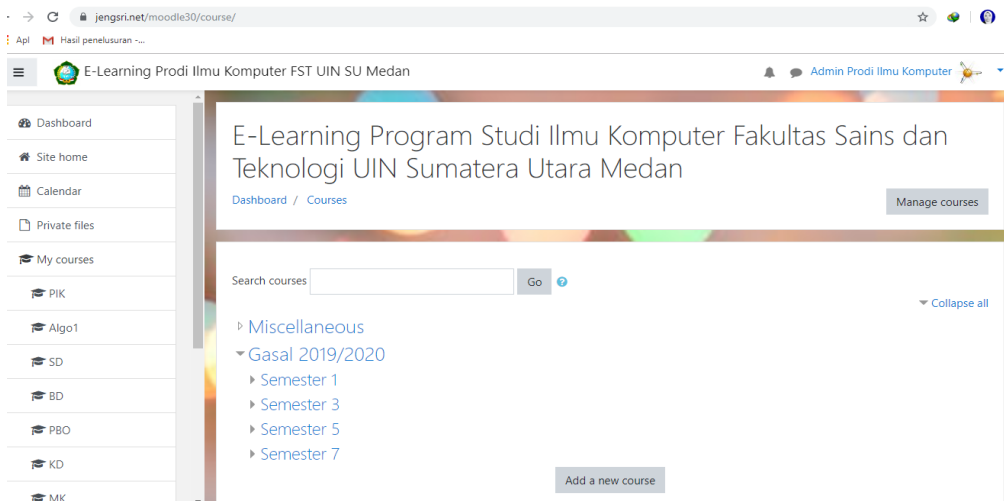 jengsri.net/moodle30/course/
Apl Hasil penelusuran -...
E-Learning Prodi Ilmu Komputer FST UIN SU Medan
Admin Prodi Ilmu Komputer
Dashboard
Site home
Calendar
Private files
My courses
PIK
Algo1
SD
BD
PBO
KD
MK
E-Learning Program Studi Ilmu Komputer Fakultas Sains dan
Teknologi UIN Sumatera Utara Medan
Dashboard / Courses
Manage courses
Search courses
Go
Collapse all
Miscellaneous
Gasal 2019/2020
Semester 1
Semester 3
Semester 5
Semester 7
Add a new course